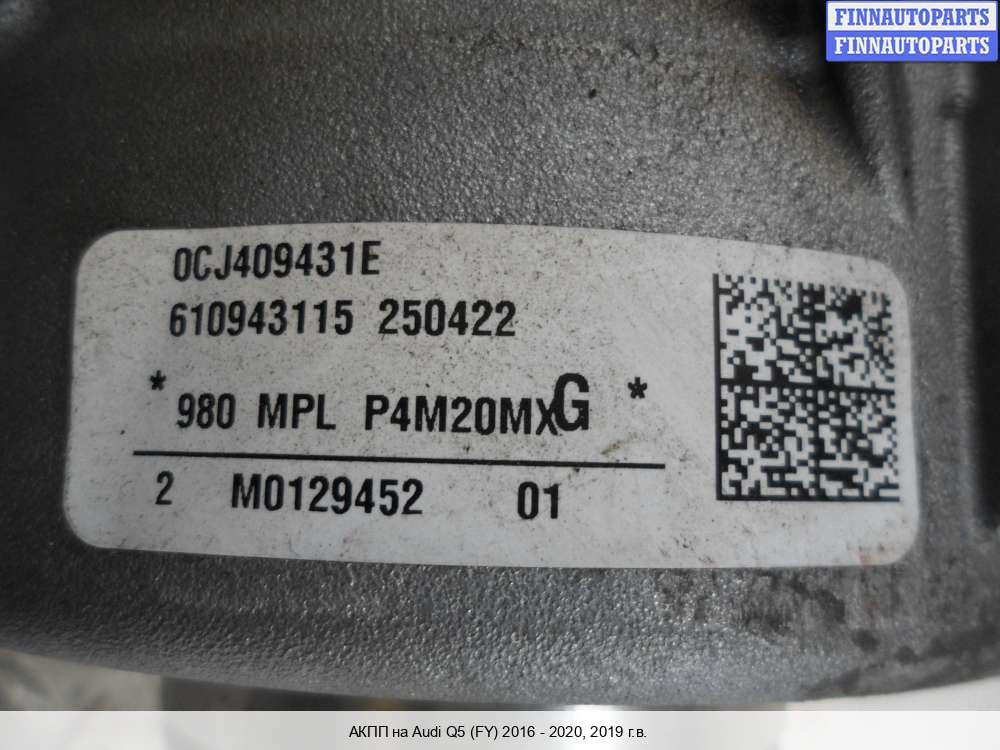 FINNAUTOPARTS
FINNAUTOPARTS
0CJ409431E
610943115 250422
* 980 MPL P4M20MXG *
2 M0129452 01
АКПП на Audi Q5 (FY) 2016 - 2020, 2019 г.в.